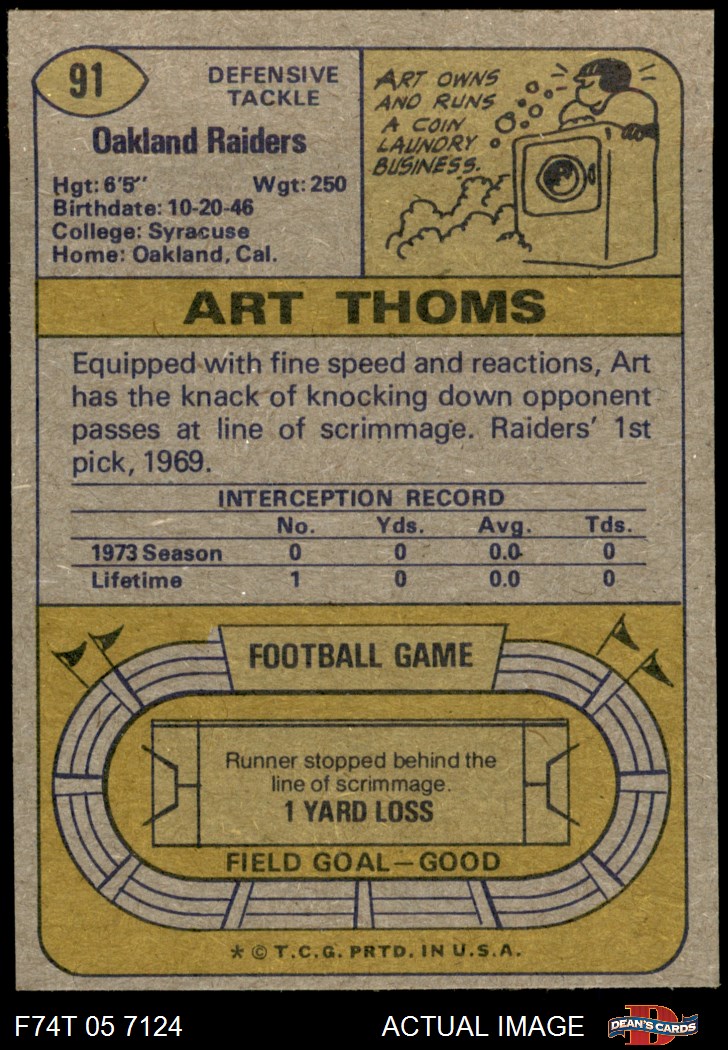 91
DEFENSIVE
TACKLE
Oakland Raiders
Hgt: 6'5" Wgt: 250
Birthdate: 10-20-46
College: Syracuse
Home: Oakland, Cal.
ART OWNS
AND RUNS
A COIN
LAUNDRY
BUSINESS.
ART THOMS
Equipped with fine speed and reactions, Art
has the knack of knocking down opponent
passes at line of scrimmage. Raiders' 1st
pick, 1969.
INTERCEPTION RECORD
No. Yds. Avg. Tds.
1973 Season 0 0 0.0 0
Lifetime 1 0 0.0 0
FOOTBALL GAME
Runner stopped behind the
line of scrimmage.
1 YARD LOSS
FIELD GOAL—GOOD
* © T.C.G. PRTD. IN U.S.A.
F74T 05 7124 ACTUAL IMAGE
D
DEAN'S CARDS